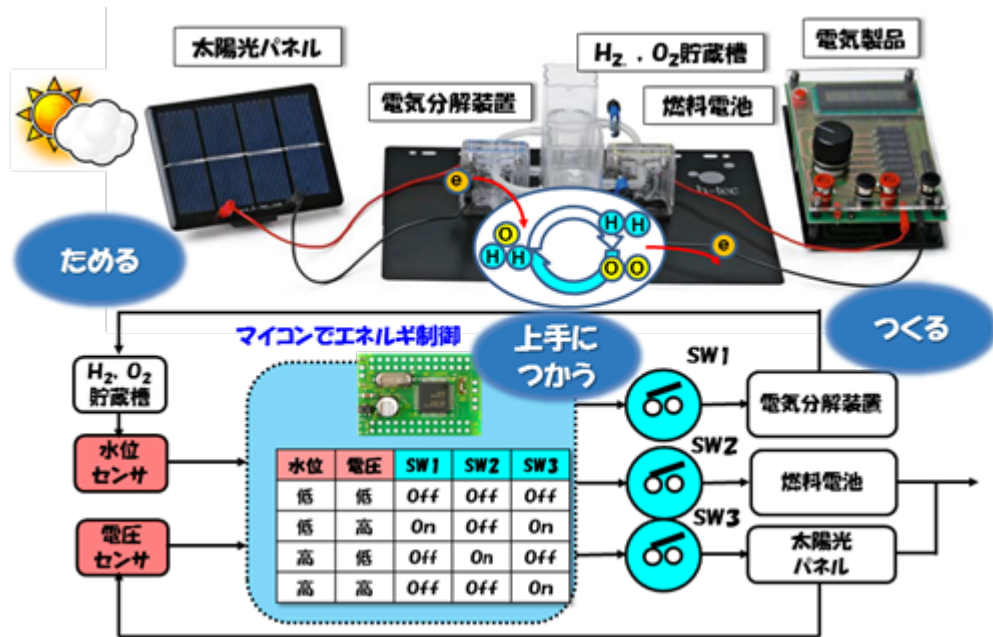 太陽光パネル
H2. , O2貯蔵槽
電気製品
電気分解装置
燃料電池
e
O
H H
H H
O O
e
ためる
つくる
マイコンでエネルギ制御
上手に
つかう
SW1
H2, O2
貯蔵槽
電気分解装置
水位
センサ
SW2
水位 電圧 SW1 SW2 SW3
低 低 Off Off Off
低 高 On Off On
高 低 Off On Off
高 高 Off Off On
燃料電池
SW3
電圧
センサ
太陽光
パネル